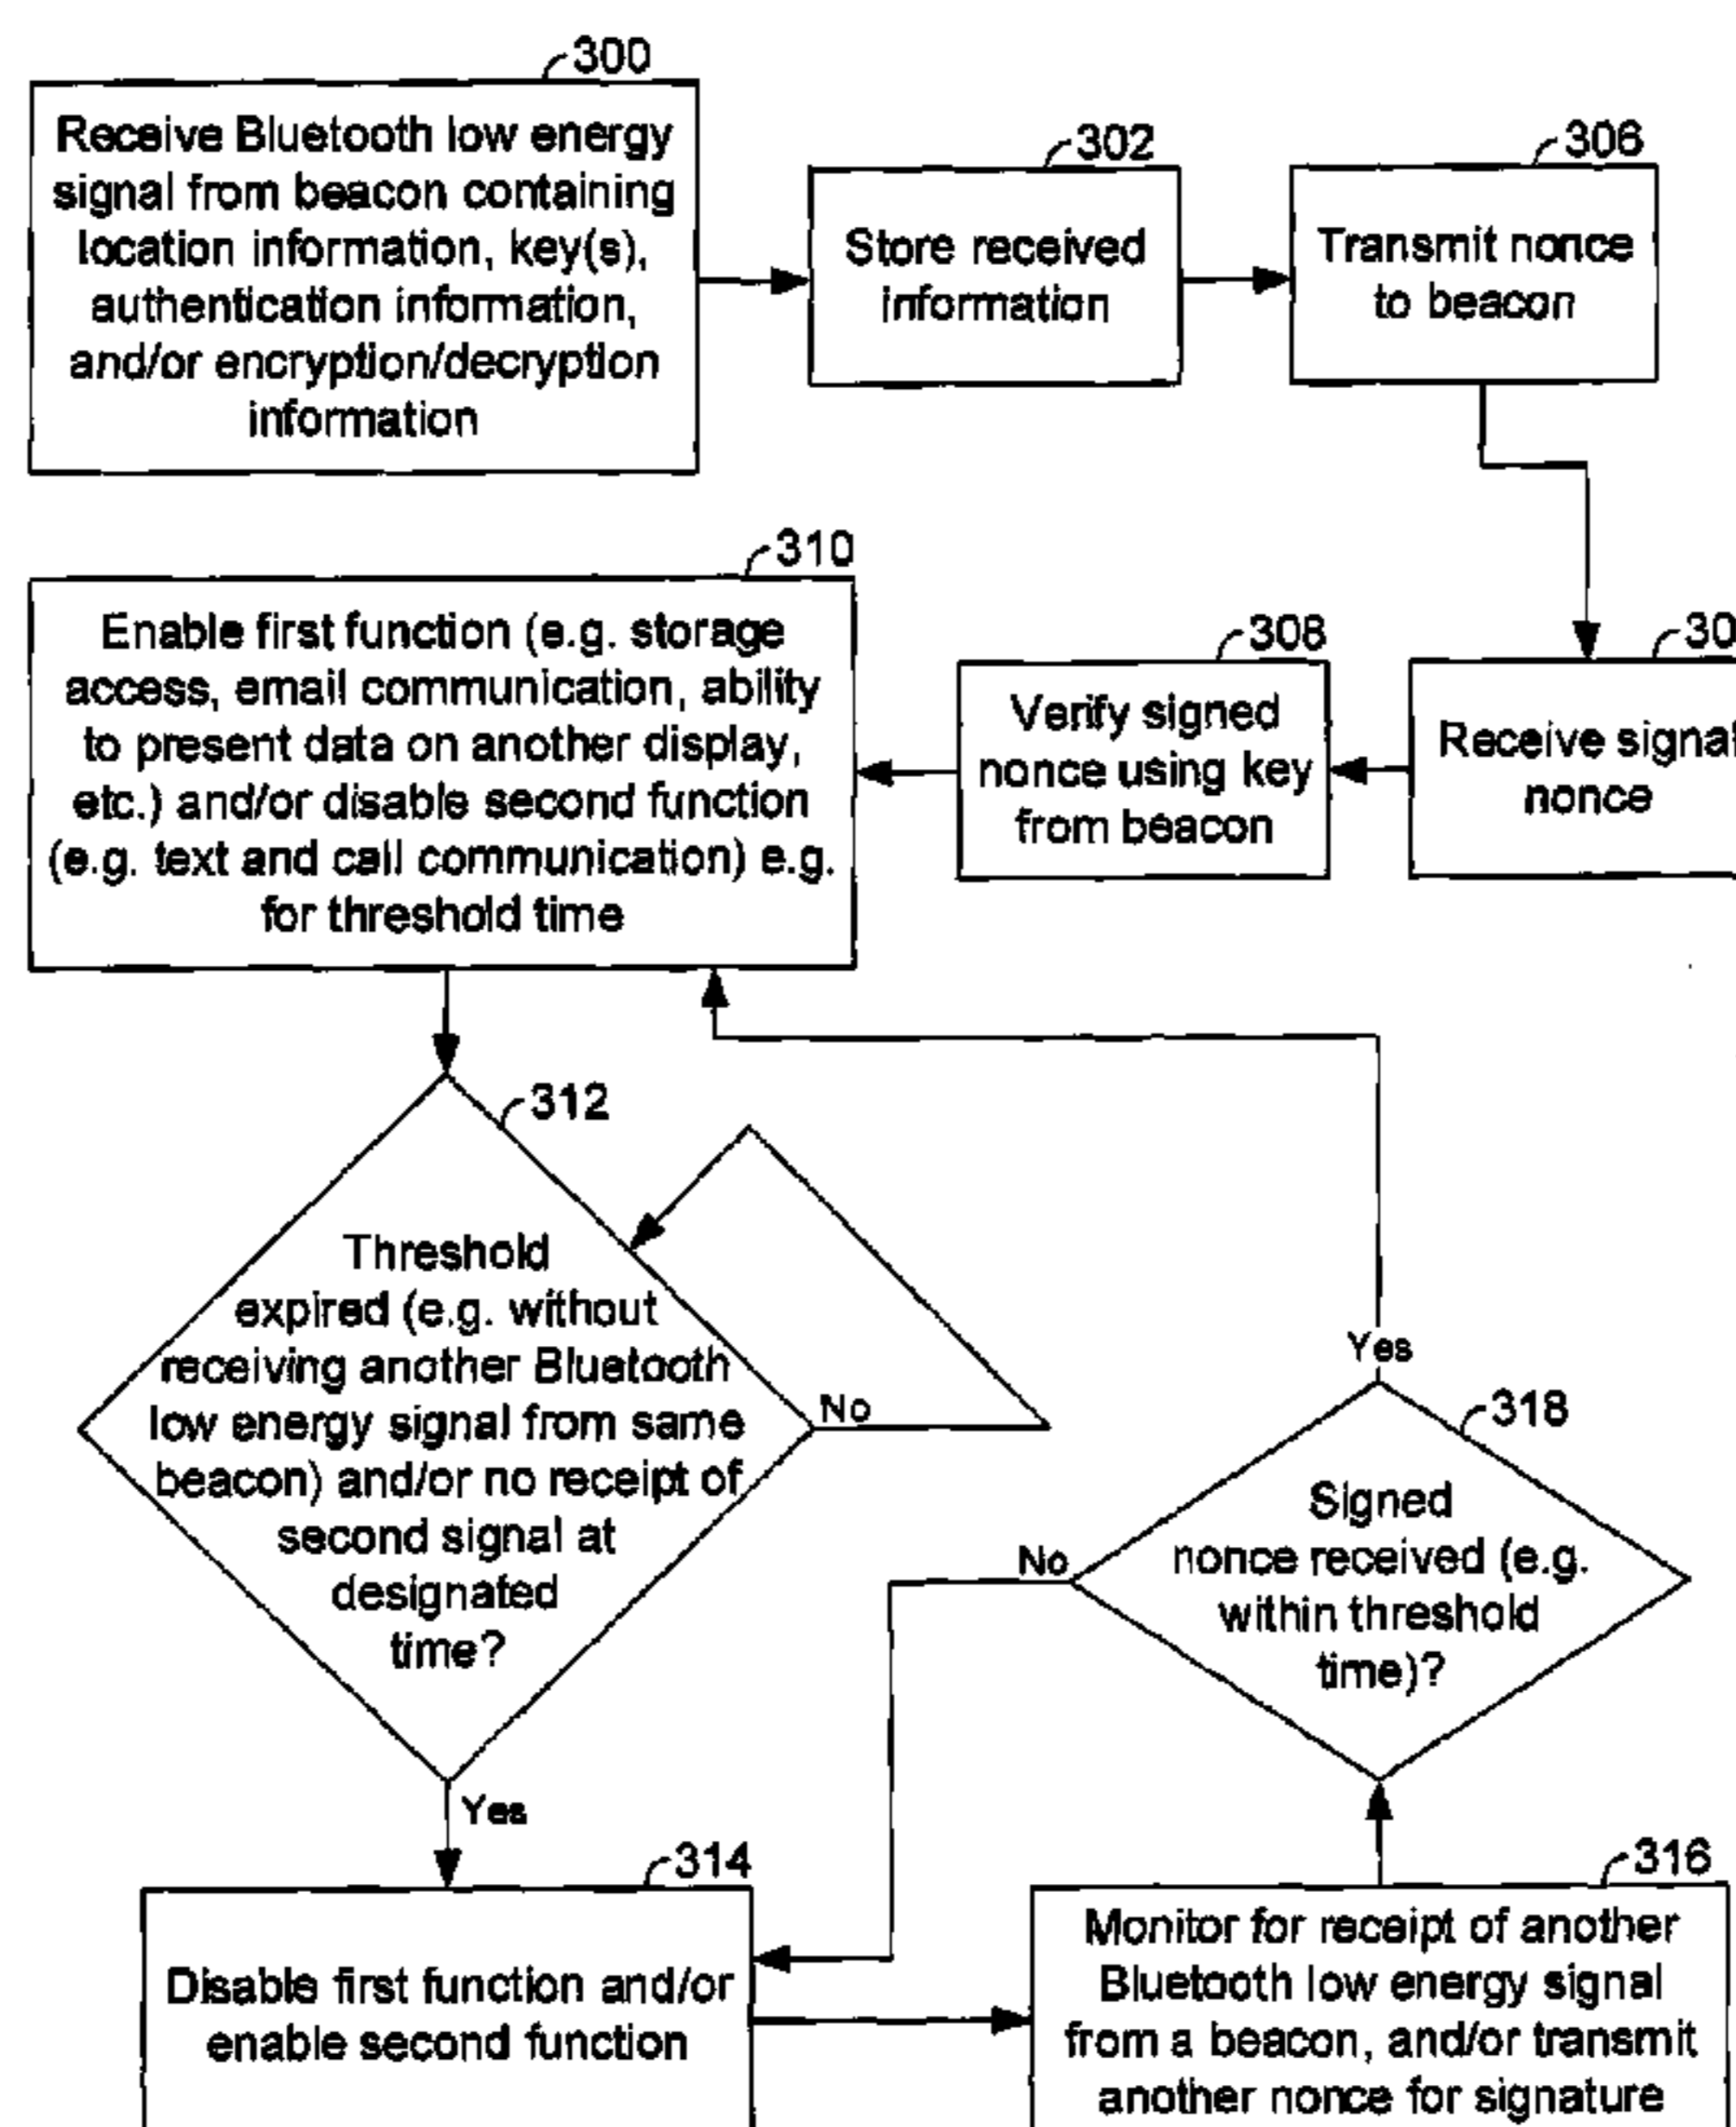 300
Receive Bluetooth low energy
signal from beacon containing
location information, key(s),
authentication information,
and/or encryption/decryption
information
302
Store received
information
306
Transmit nonce
to beacon
310
Enable first function (e.g. storage
access, email communication, ability
to present data on another display,
etc.) and/or disable second function
(e.g. text and call communication) e.g.
for threshold time
308
Verify signed
nonce using key
from beacon
30
Receive signat
nonce
312
Threshold
expired (e.g. without
receiving another Bluetooth
low energy signal from same
beacon) and/or no receipt of
second signal at
designated
time?
No
Yes
318
Signed
nonce received (e.g.
within threshold
time)?
No
Yes
314
Disable first function and/or
enable second function
316
Monitor for receipt of another
Bluetooth low energy signal
from a beacon, and/or transmit
another nonce for signature